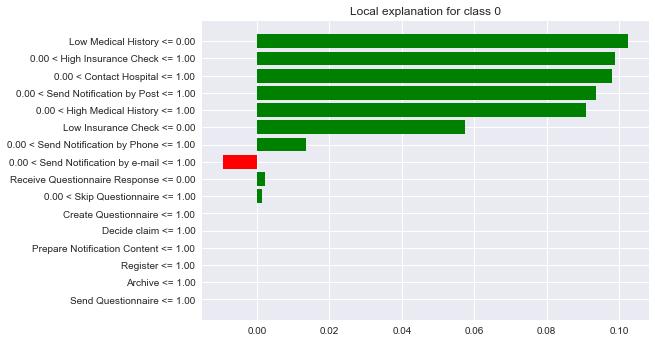 Local explanation for class 0
Low Medical History <= 0.00
0.00 < High Insurance Check <= 1.00
0.00 < Contact Hospital <= 1.00
0.00 < Send Notification by Post <= 1.00
0.00 < High Medical History <= 1.00
Low Insurance Check <= 0.00
0.00 < Send Notification by Phone <= 1.00
0.00 < Send Notification by e-mail <= 1.00
Receive Questionnaire Response <= 0.00
0.00 < Skip Questionnaire <= 1.00
Create Questionnaire <= 1.00
Decide claim <= 1.00
Prepare Notification Content <= 1.00
Register <= 1.00
Archive <= 1.00
Send Questionnaire <= 1.00
0.00 0.02 0.04 0.06 0.08 0.10